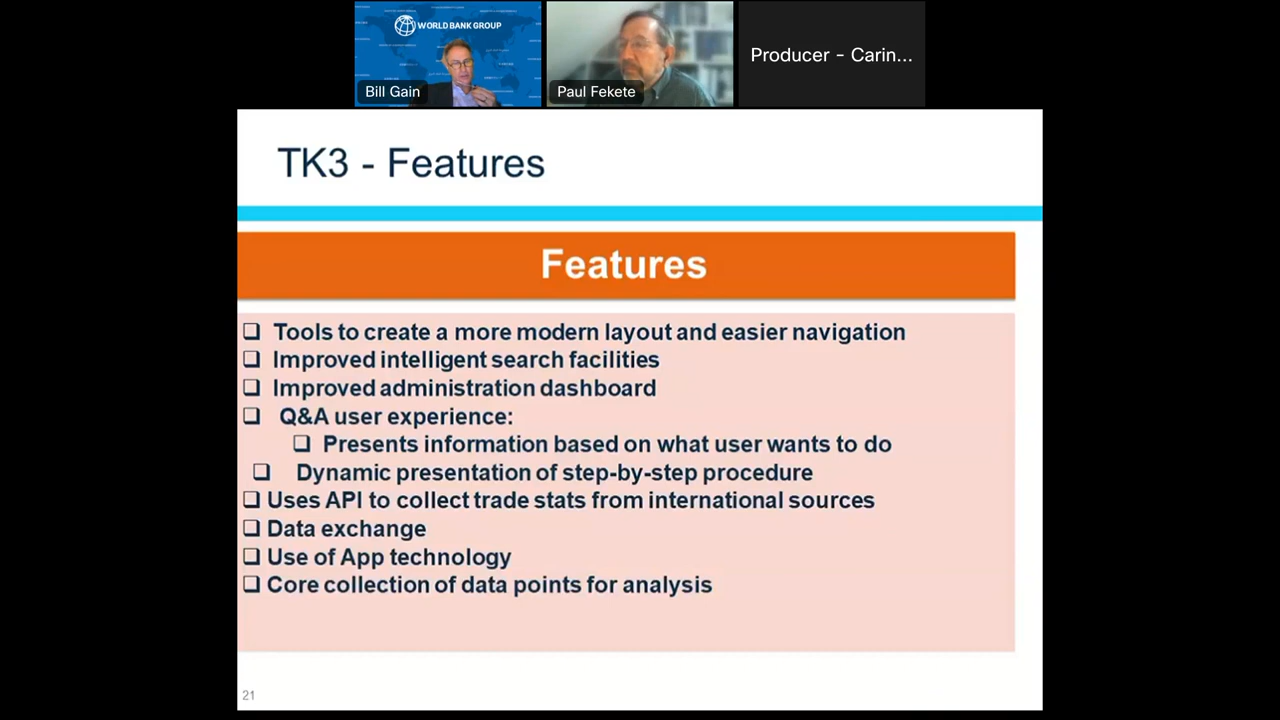 WORLD BANK GROUP
Bill Gain
Paul Fekete
Producer - Carin...
TK3 - Features
Features
Tools to create a more modern layout and easier navigation
Improved intelligent search facilities
Improved administration dashboard
Q&A user experience:
Presents information based on what user wants to do
Dynamic presentation of step-by-step procedure
Uses API to collect trade stats from international sources
Data exchange
Use of App technology
Core collection of data points for analysis
21